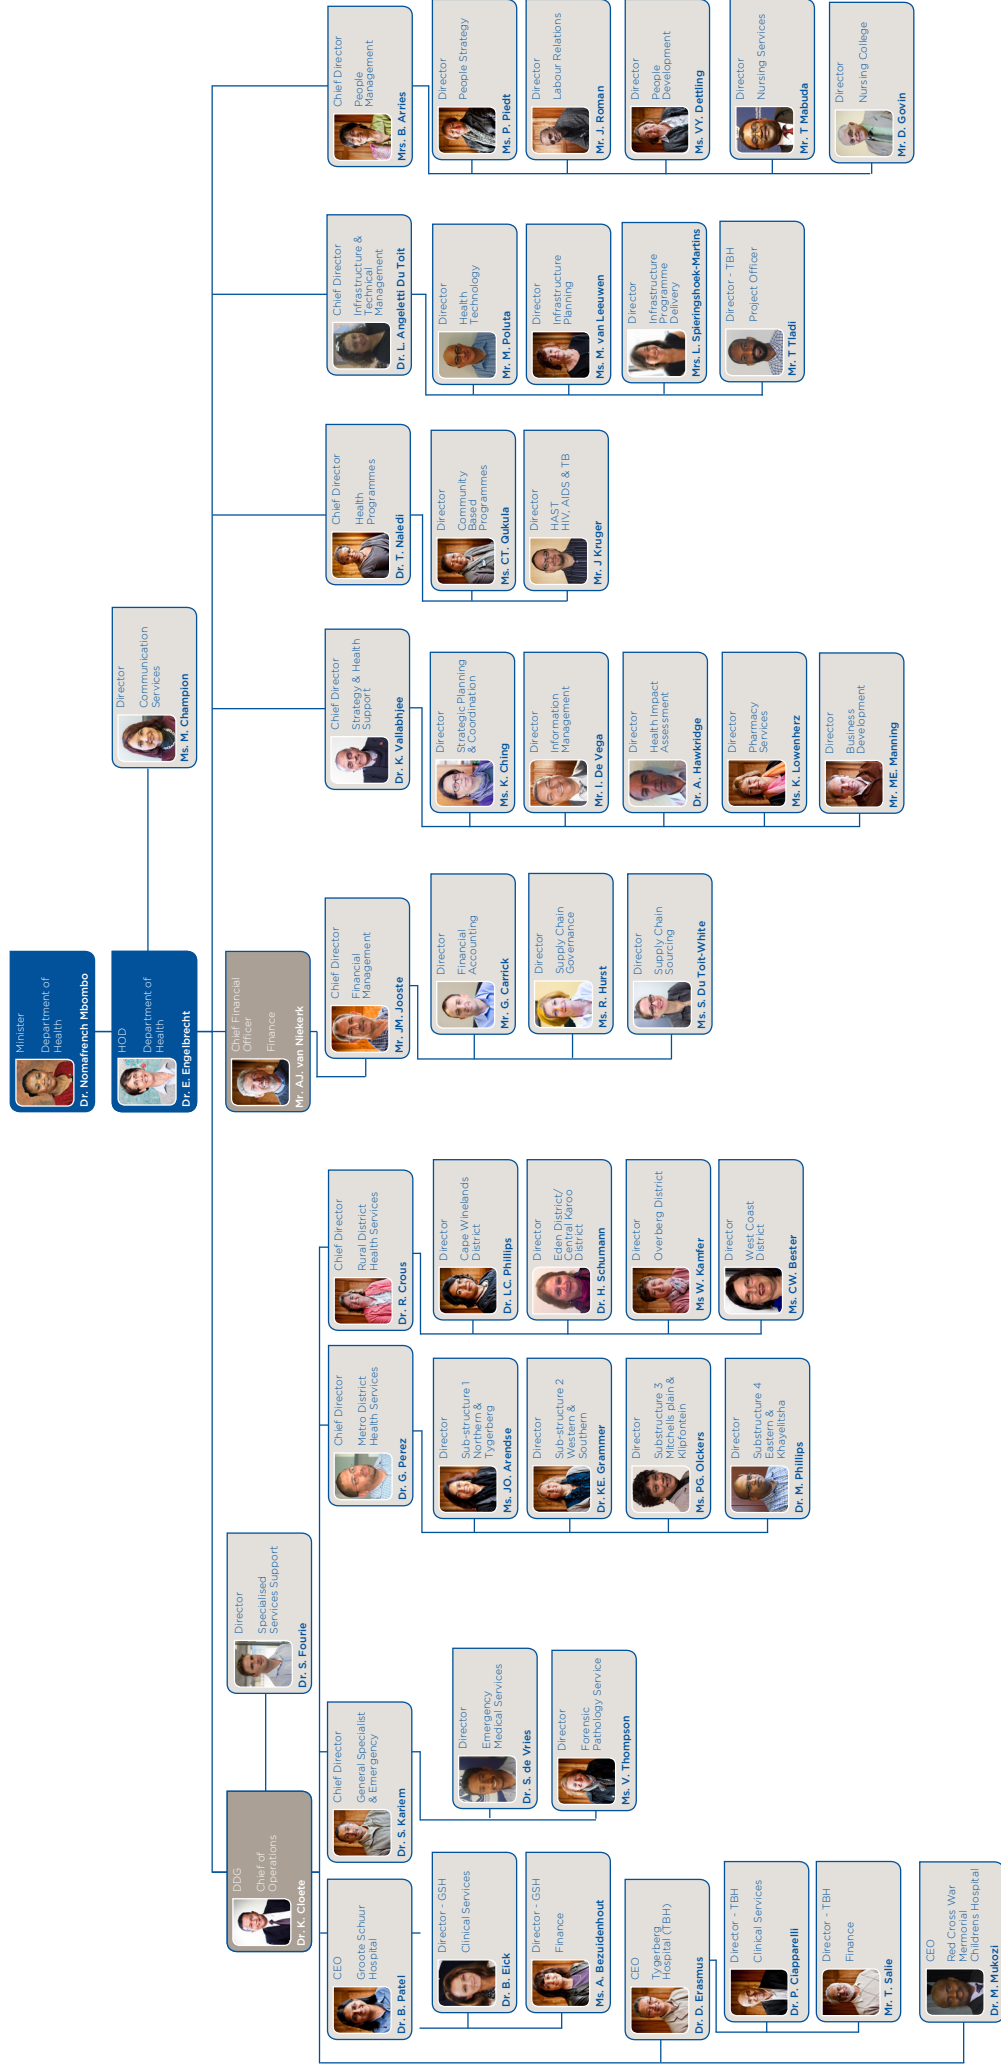 Minister
Department of
Health
Dr. Nomafrench Mbombo
HOD
Department of
Health
Dr. E. Engelbrecht
Director
Communication
Services
Ms. M. Champion
DDG
Chief of
Operations
Dr. K. Cloete
Director
Specialised
Services Support
Dr. S. Fourie
Chief Financial
Officer
Finance
Mr. AJ. van Niekerk
CEO
Groote Schuur
Hospital
Dr. B. Patel
Chief Director
General Specialist
& Emergency
Dr. S. Kariem
Chief Director
Metro District
Health Services
Dr. G. Perez
Chief Director
Rural District
Health Services
Dr. R. Crous
Chief Director
Financial
Management
Mr. JM. Jooste
Chief Director
Strategy & Health
Support
Dr. K. Vallabhjee
Chief Director
Health
Programmes
Dr. T. Naledi
Chief Director
Infrastructure &
Technical
Management
Dr. L. Angeletti Du Toit
Chief Director
People
Management
Mrs. B. Arries
Director - GSH
Clinical Services
Dr. B. Eick
Director - GSH
Finance
Ms. A. Bezuidenhout
CEO
Tygerberg
Hospital (TBH)
Dr. D. Erasmus
Director - TBH
Clinical Services
Dr. P. Ciapparelli
Director - TBH
Finance
Mr. T. Salie
CEO
Red Cross War
Mermorial
Childrens Hospital
Dr. M. Mukozi
Director
Emergency
Medical Services
Dr. S. de Vries
Director
Forensic
Pathology Service
Ms. V. Thompson
Director
Sub-structure 1
Northern &
Tygerberg
Ms. JO. Arendse
Director
Sub-structure 2
Western &
Southern
Dr. KE. Grammer
Director
Substructure 3
Mitchells plain &
Klipfontein
Ms. PG. Olckers
Director
Substructure 4
Eastern &
Khayelitsha
Dr. M. Phillips
Director
Cape Winelands
District
Dr. LC. Phillips
Director
Eden District/
Central Karoo
District
Dr. H. Schumann
Director
Overberg District
Ms W. Kamfer
Director
West Coast
District
Ms. CW. Bester
Director
Financial
Accounting
Mr. G. Carrick
Director
Supply Chain
Governance
Ms. R. Hurst
Director
Supply Chain
Sourcing
Ms. S. Du Toit-White
Director
Strategic Planning
& Coordination
Ms. K. Ching
Director
Information
Management
Mr. I. De Vega
Director
Health Impact
Assessment
Dr. A. Hawkridge
Director
Pharmacy
Services
Ms. K. Lowenherz
Director
Business
Development
Mr. ME. Manning
Director
Community
Based
Programmes
Ms. CT. Qukula
Director
HAST
HIV, AIDS & TB
Mr. J Kruger
Director
Health
Technology
Mr. M. Poluta
Director
Infrastructure
Planning
Ms. M. van Leeuwen
Director
Infrastructure
Programme
Delivery
Mrs. L. Spieringshoek-Martins
Director - TBH
Project Officer
Mr. T Tladi
Director
People Strategy
Ms. P. Piedt
Director
Labour Relations
Mr. J. Roman
Director
People
Development
Ms. VY. Dettling
Director
Nursing Services
Mr. T Mabuda
Director
Nursing College
Mr. D. Govin